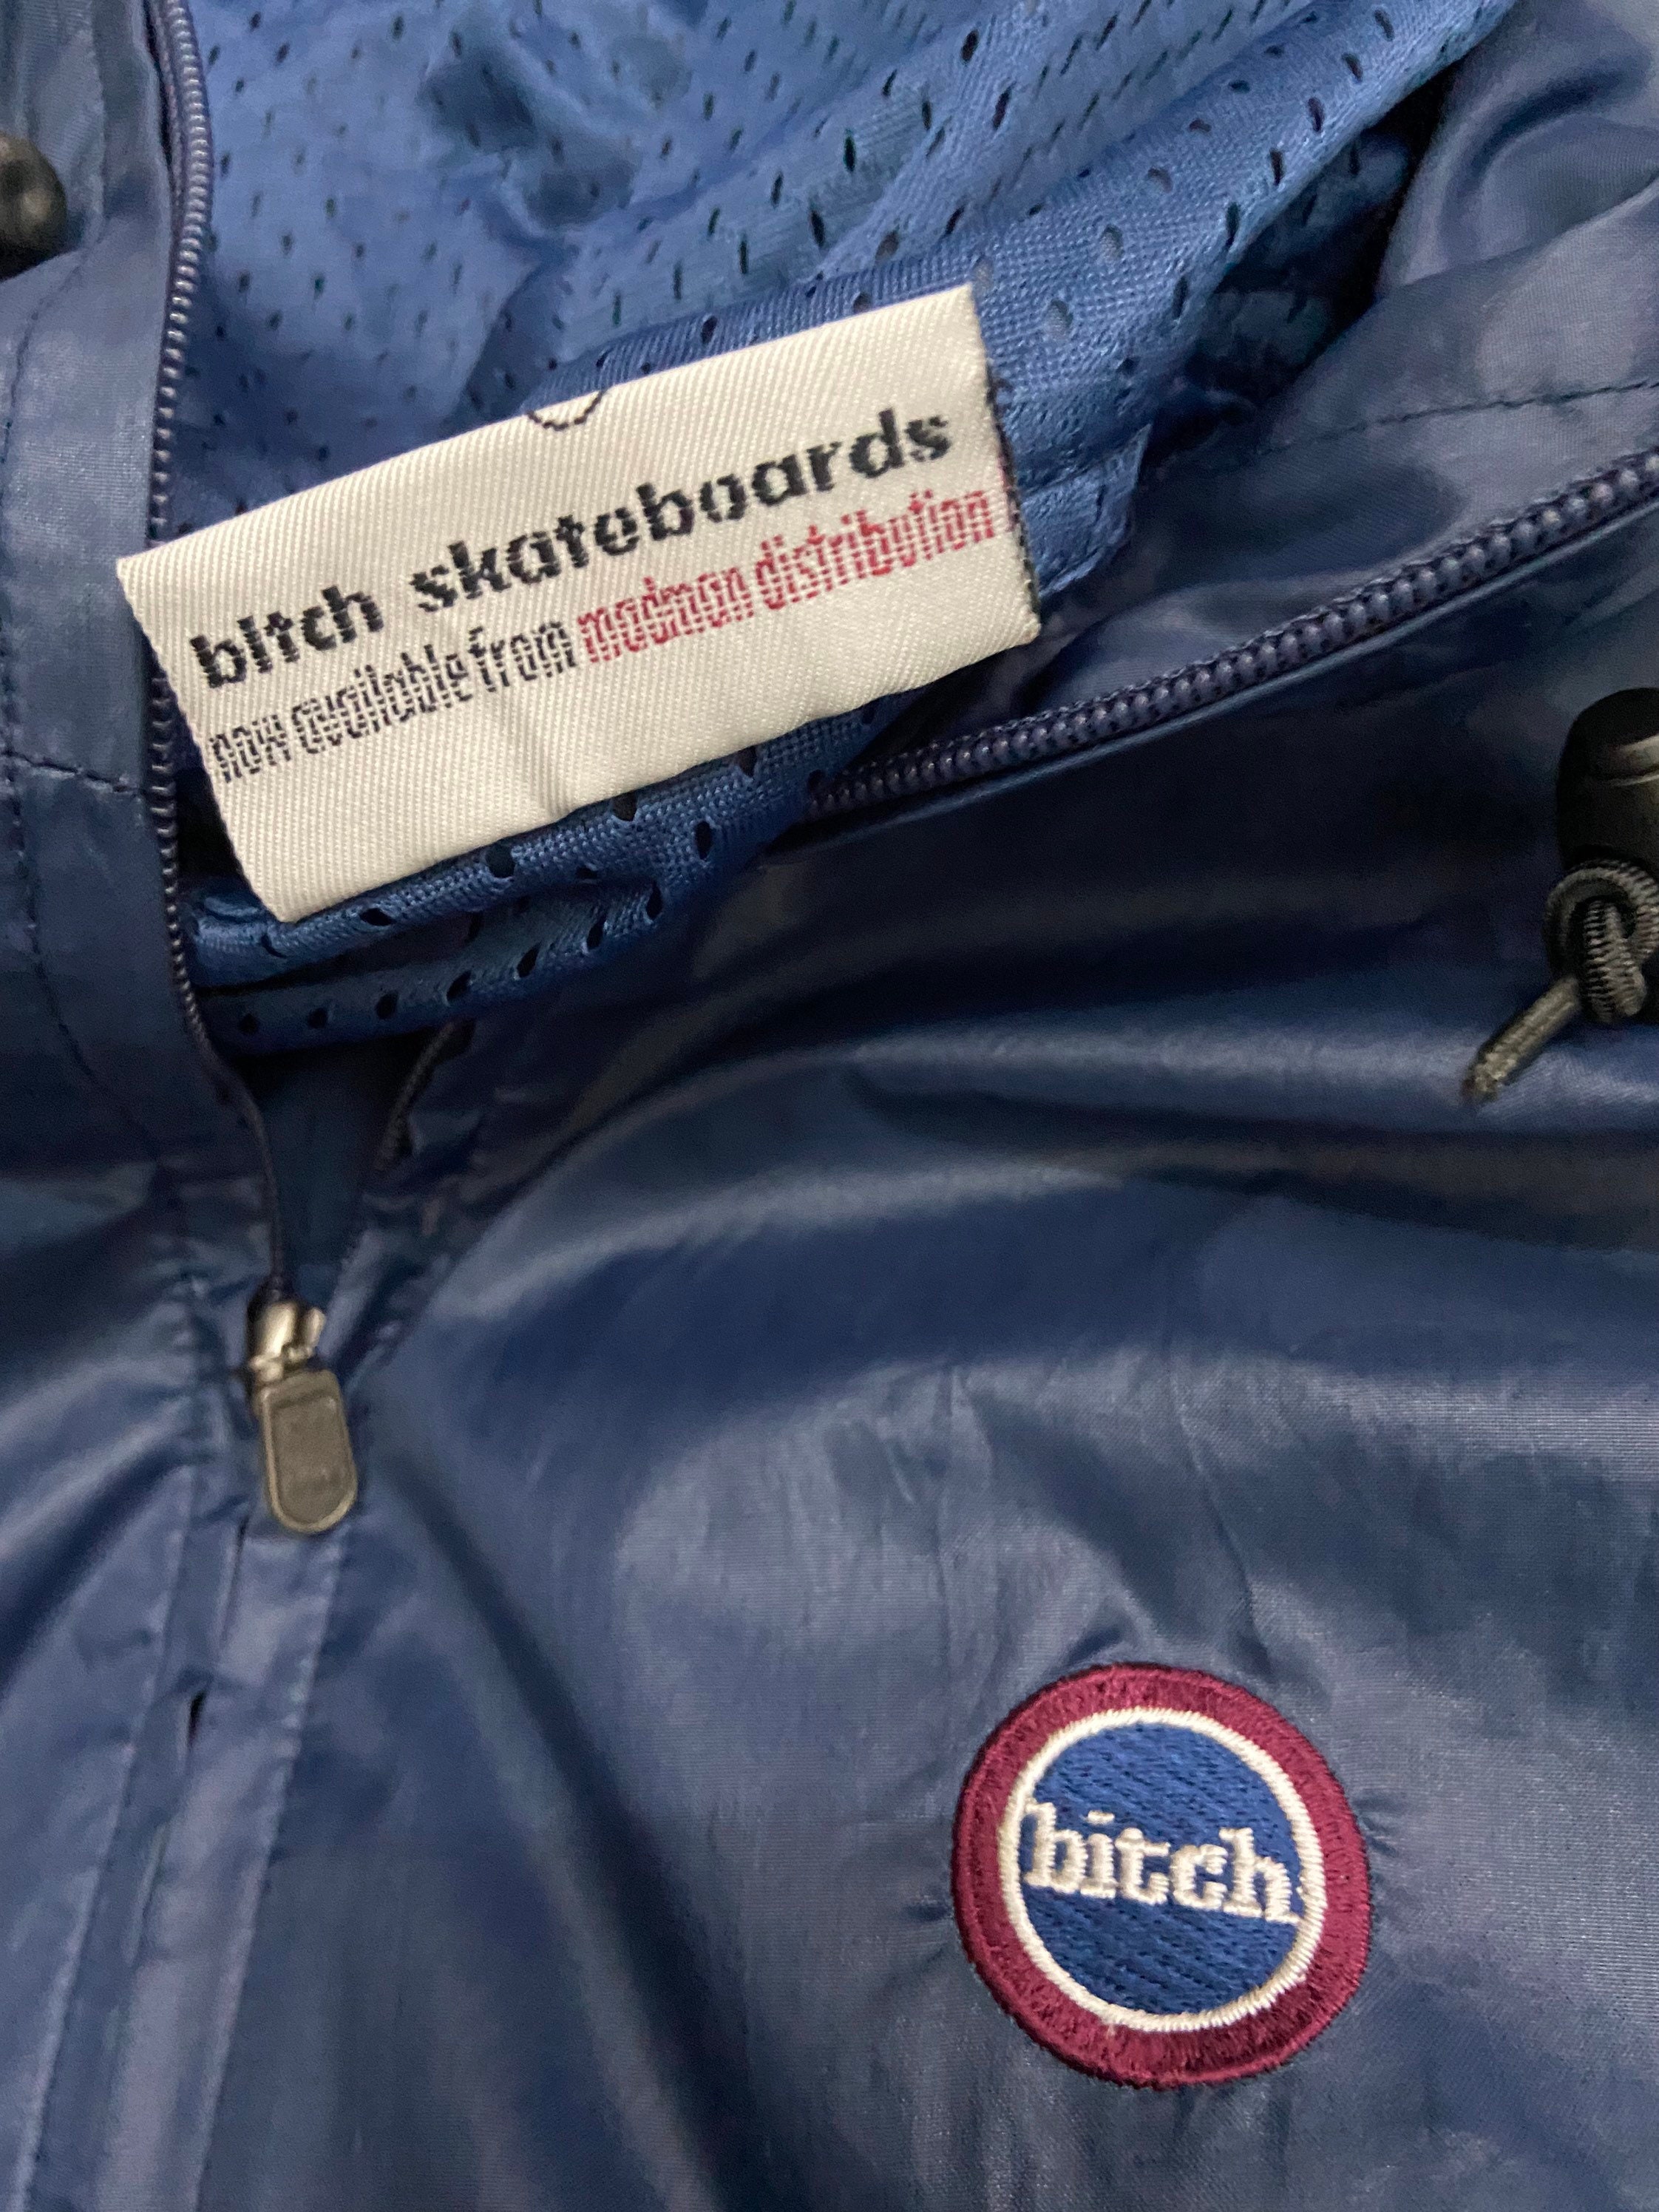 bitch skateboards
now available from madman distribution
bitch